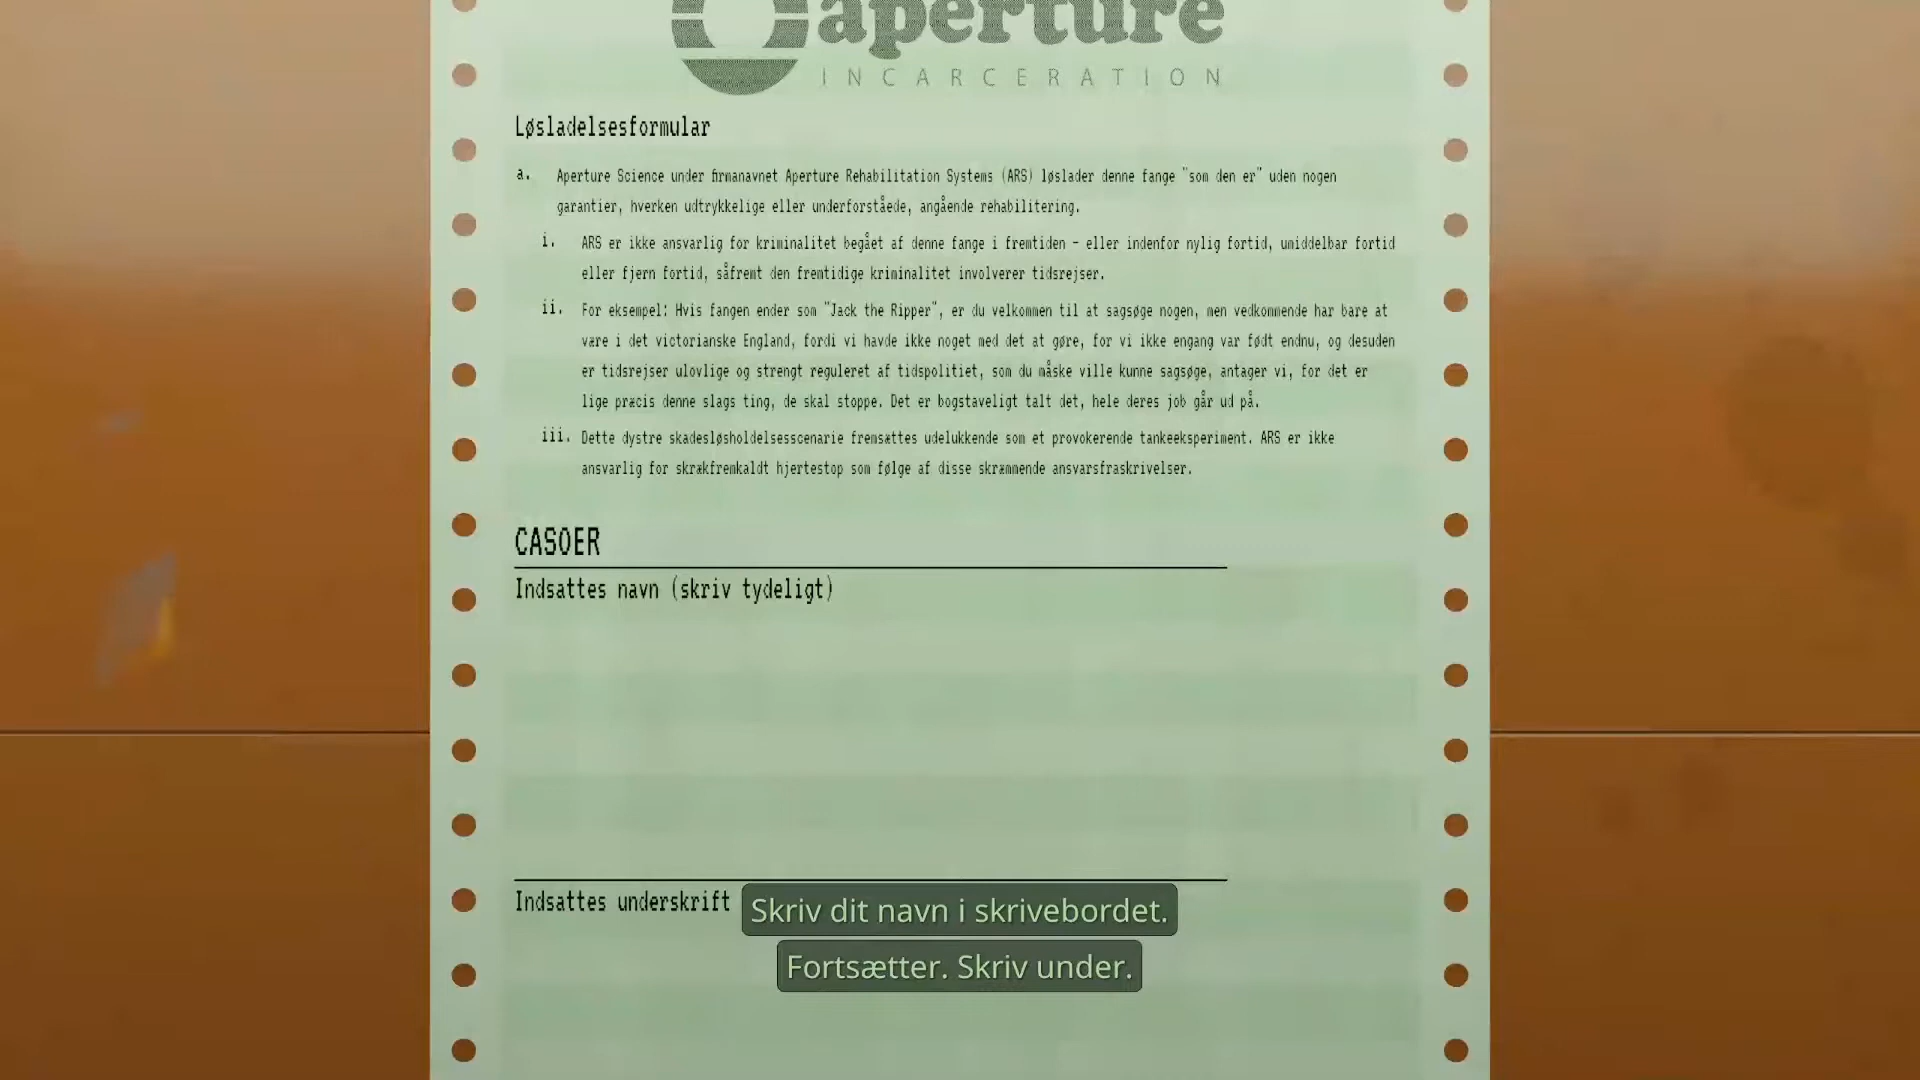 aperture
INCARCERATION
Løsladelsesformular
a. Aperture Science under firmanavnet Aperture Rehabilitation Systems (ARS) løslader denne fange "som den er" uden nogen
garantier, hverken udtrykkelige eller underforståede, angående rehabilitering.
i. ARS er ikke ansvarlig for kriminalitet begået af denne fange i fremtiden - eller indenfor nylig fortid, umiddelbar fortid
eller fjern fortid, såfremt den fremtidige kriminalitet involverer tidsrejser.
ii. For eksempel: Hvis fangen ender som "Jack the Ripper", er du velkommen til at sagsøge nogen, men vedkommende har bare at
være i det victorianske England, fordi vi havde ikke noget med det at gøre, for vi ikke engang var født endnu, og desuden
er tidsrejser ulovlige og strengt reguleret af tidspolitiet, som du måske ville kunne sagsøge, antager vi, for det er
lige præcis denne slags ting, de skal stoppe. Det er bogstaveligt talt det, hele deres job går ud på.
iii. Dette dystre skadesløsholdelsesscenarie fremsættes udelukkende som et provokerende tankeeksperiment. ARS er ikke
ansvarlig for skrækfremkaldt hjertestop som følge af disse skræmmende ansvarsfraskrivelser.
CASOER
Indsattes navn (skriv tydeligt)
Indsattes underskrift
Skriv dit navn i skrivebordet.
Fortsætter. Skriv under.